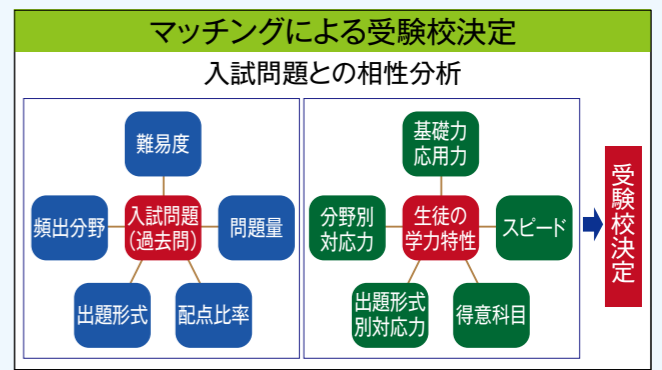 マッチングによる受験校決定
入試問題との相性分析
難易度
頻出分野
入試問題
(過去問)
問題量
出題形式
配点比率
基礎力
応用力
分野別
対応力
生徒の
学力特性
スピード
出題形式
別対応力
得意科目
受験校決定